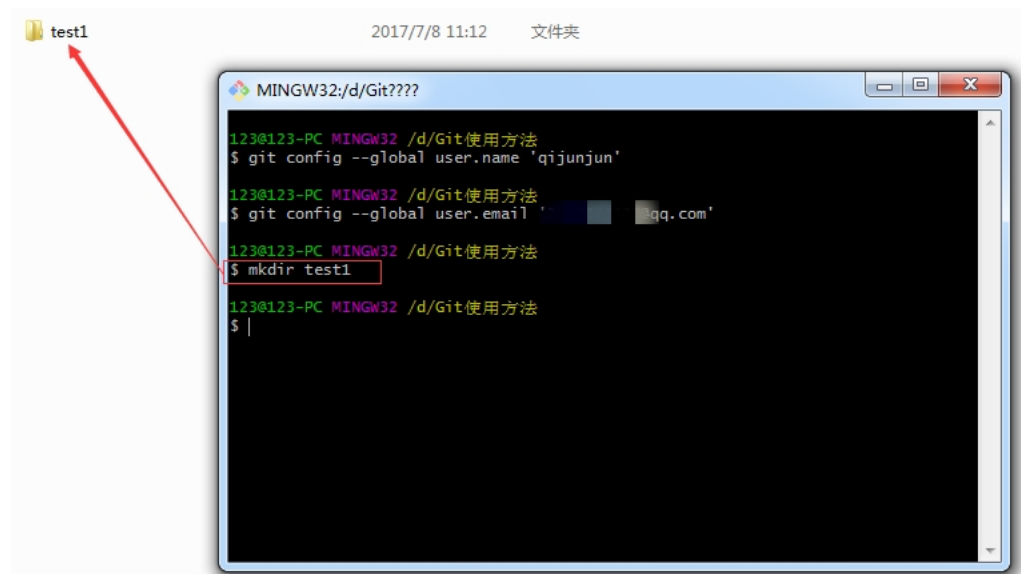 test1 2017/7/8 11:12 文件夹
MINGW32:/d/Git????
123@123-PC MINGW32 /d/Git使用方法
$ git config --global user.name 'qijunjun'
123@123-PC MINGW32 /d/Git使用方法
$ git config --global user.email ' @qq.com'
123@123-PC MINGW32 /d/Git使用方法
$ mkdir test1
123@123-PC MINGW32 /d/Git使用方法
$